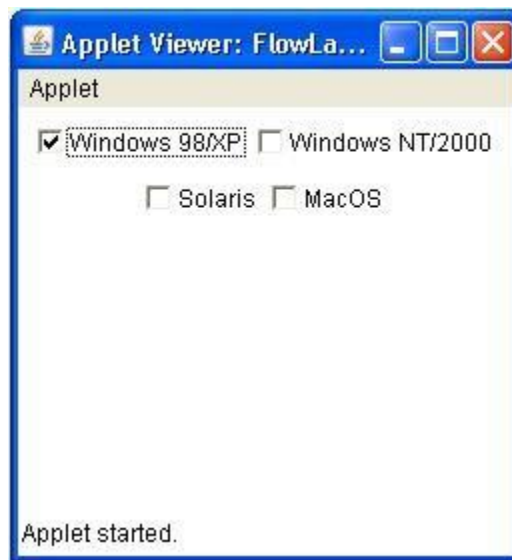 Applet Viewer: FlowLa...
Applet
Windows 98/XP Windows NT/2000
Solaris MacOS
Applet started.